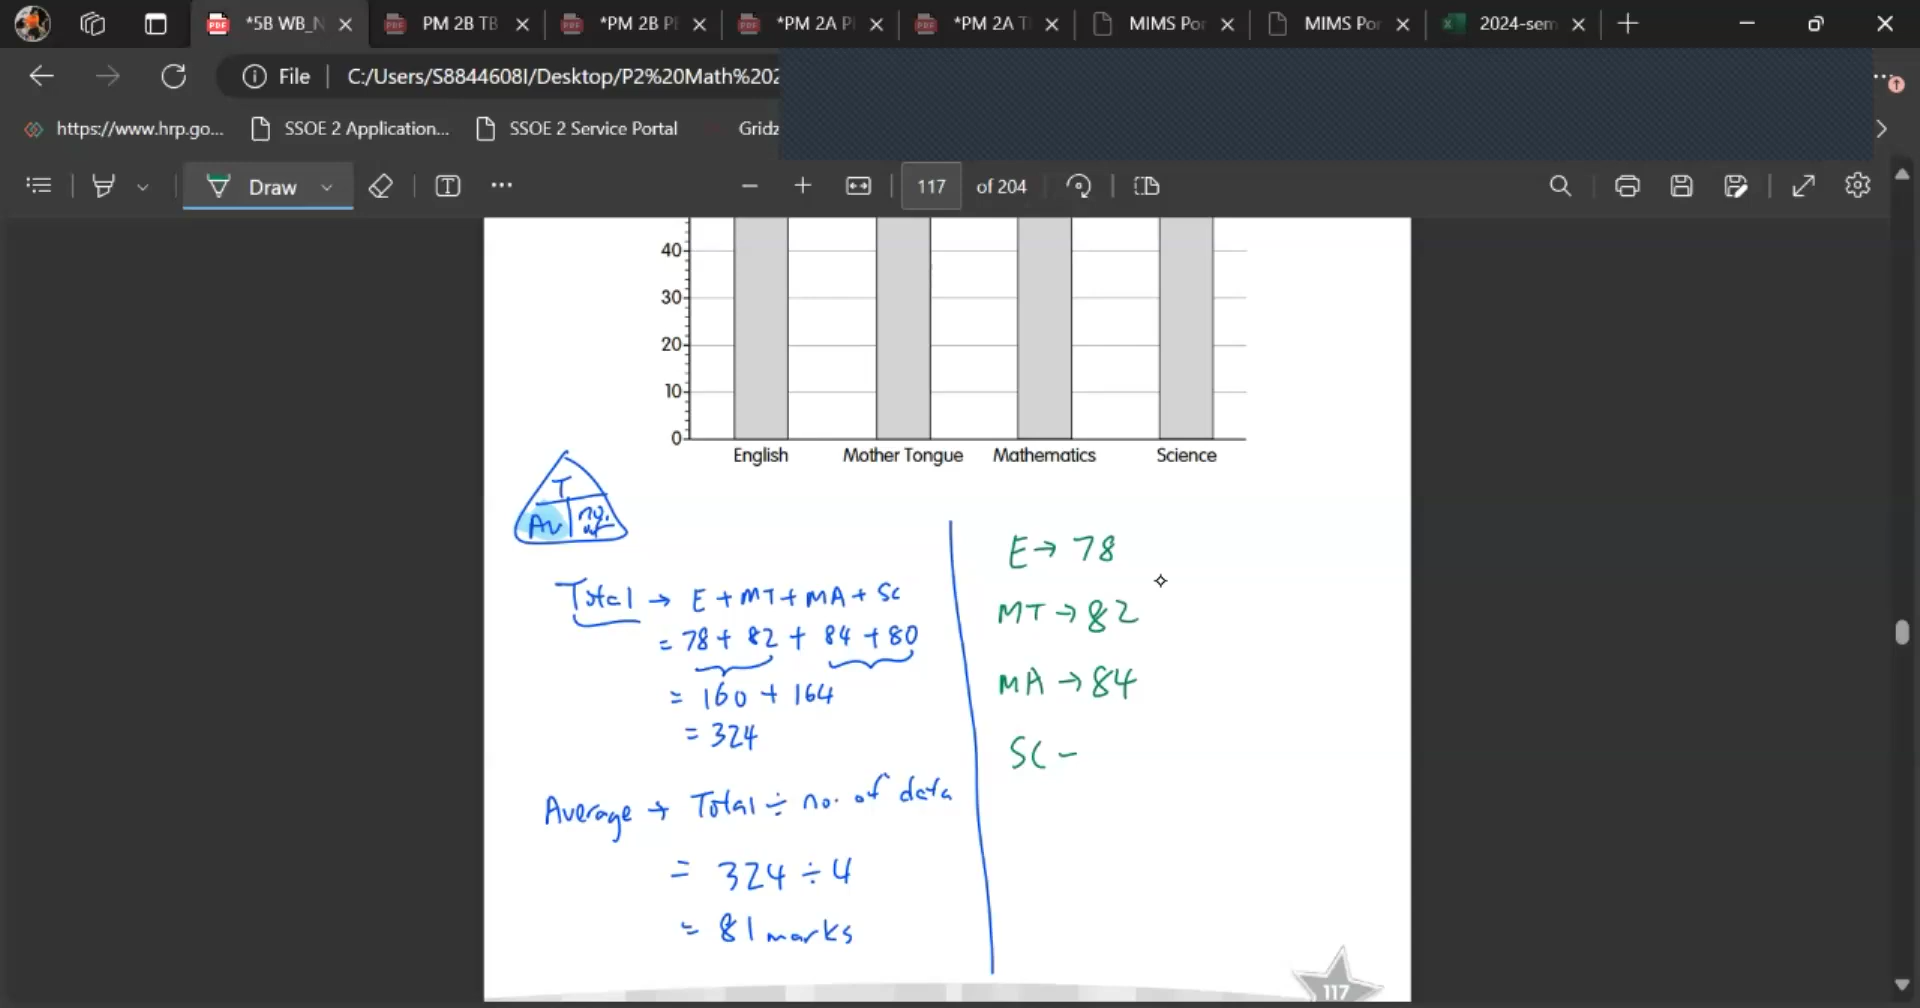 *5B WB_N
PM 2B TB
*PM 2B P
*PM 2A P
*PM 2A T
MIMS Por
MIMS Por
2024-sem
File
C:/Users/S8844608I/Desktop/P2%20Math%202
https://www.hrp.go...
SSOE 2 Application...
SSOE 2 Service Portal
Gridz
Draw
117 of 204
40
30
20
10
0
English Mother Tongue Mathematics Science
T
Av no. of
Total → E + MT + MA + Sc
= 78 + 82 + 84 + 80
= 160 + 164
= 324
Average → Total ÷ no. of data
= 324 ÷ 4
= 81 marks
E → 78
MT → 82
MA → 84
SC -
117